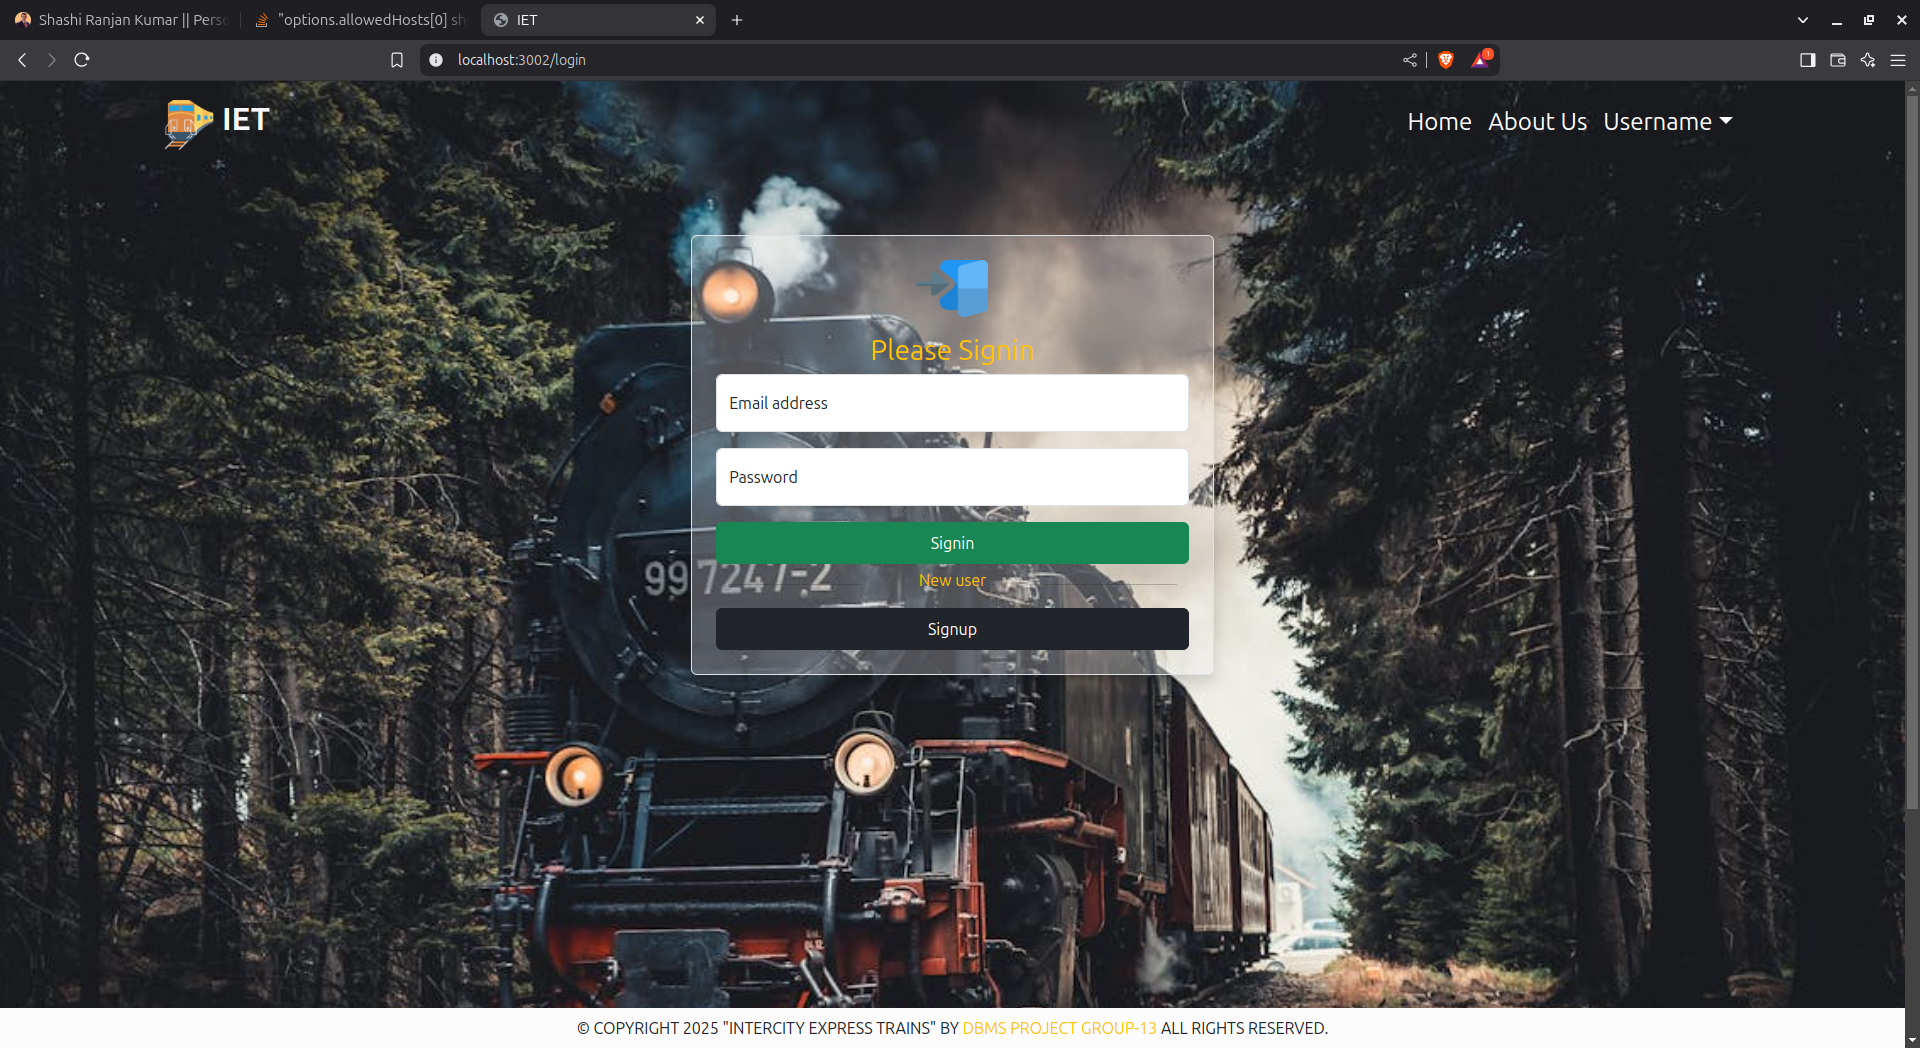 Shashi Ranjan Kumar || Perso
"options.allowedHosts[0] sh
IET
localhost:3002/login
1
IET
Home About Us Username
Please Signin
Email address
Password
Signin
99 7247-2
New user
Signup
© COPYRIGHT 2025 "INTERCITY EXPRESS TRAINS" BY DBMS PROJECT GROUP-13 ALL RIGHTS RESERVED.